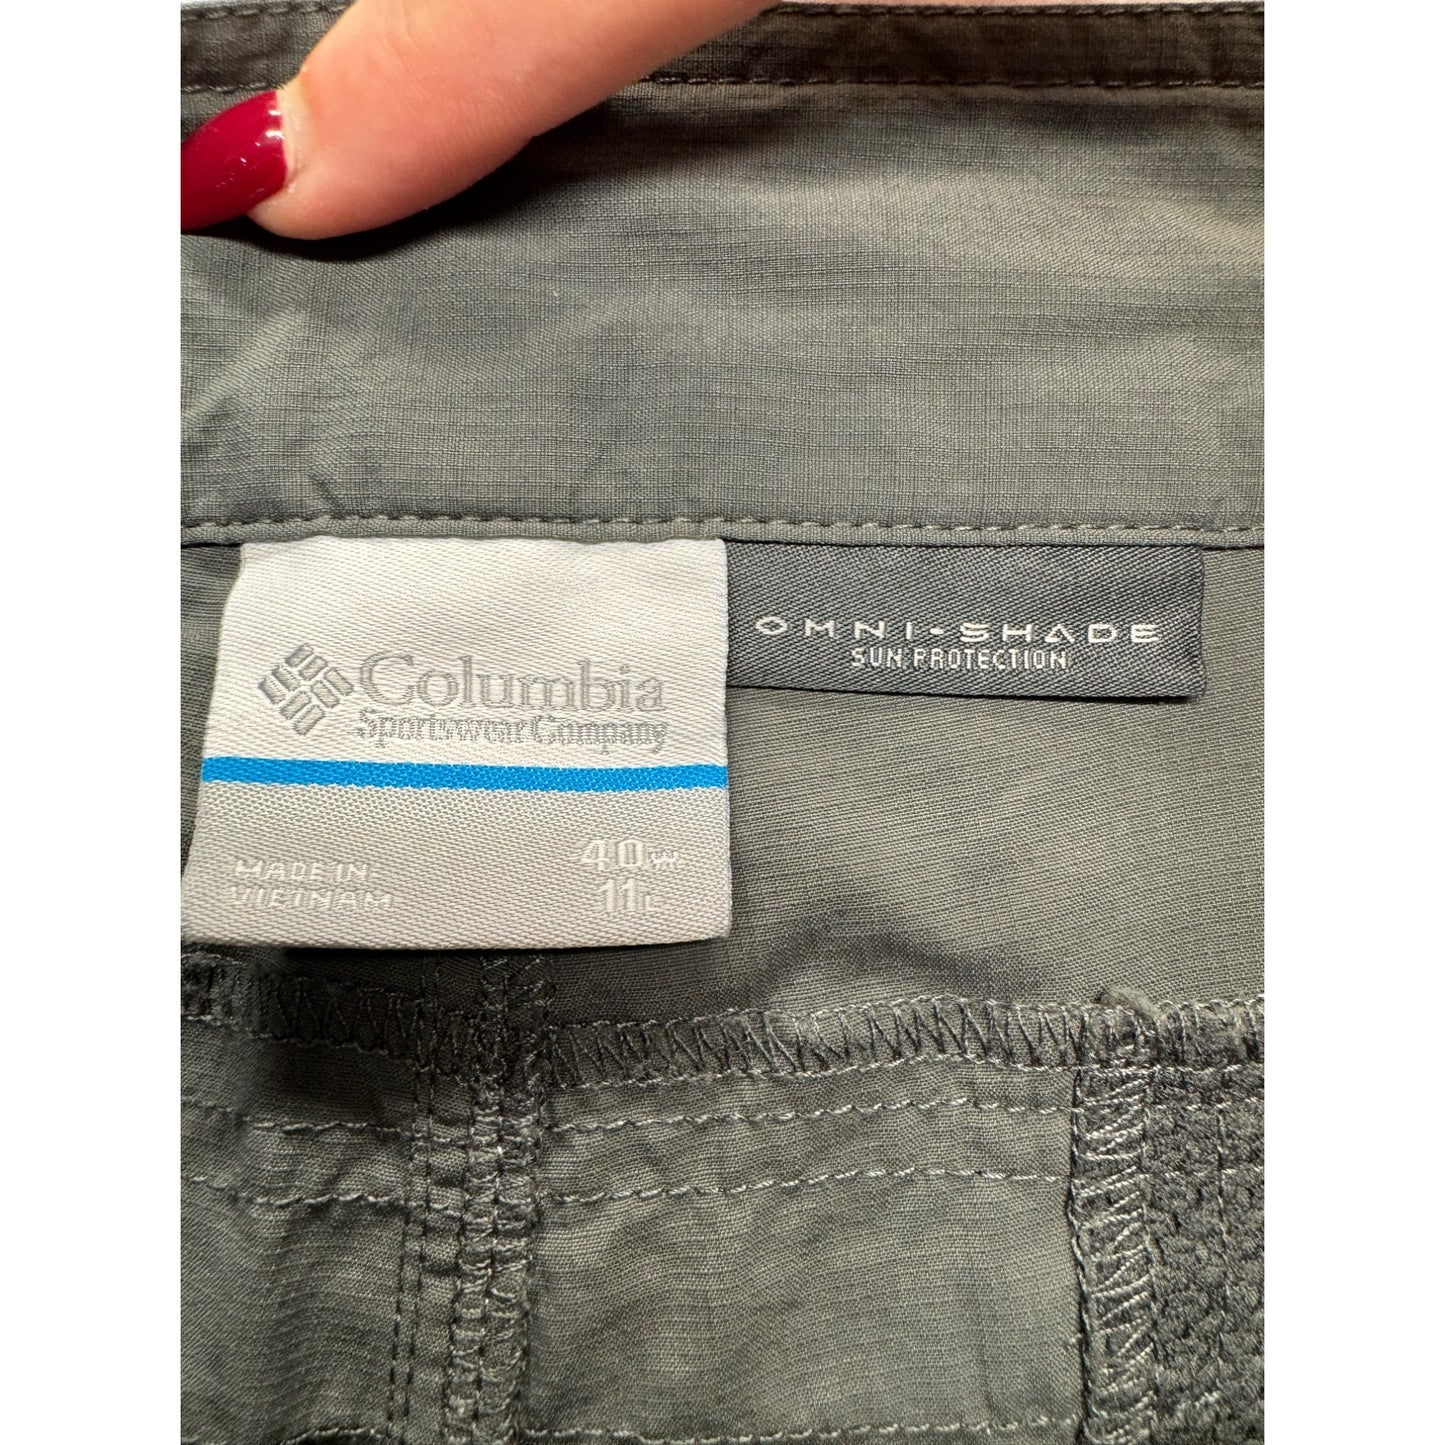 Columbia
Sportswear Company
MADE IN
VIETNAM
40W
11L
OMNI-SHADE
SUN PROTECTION